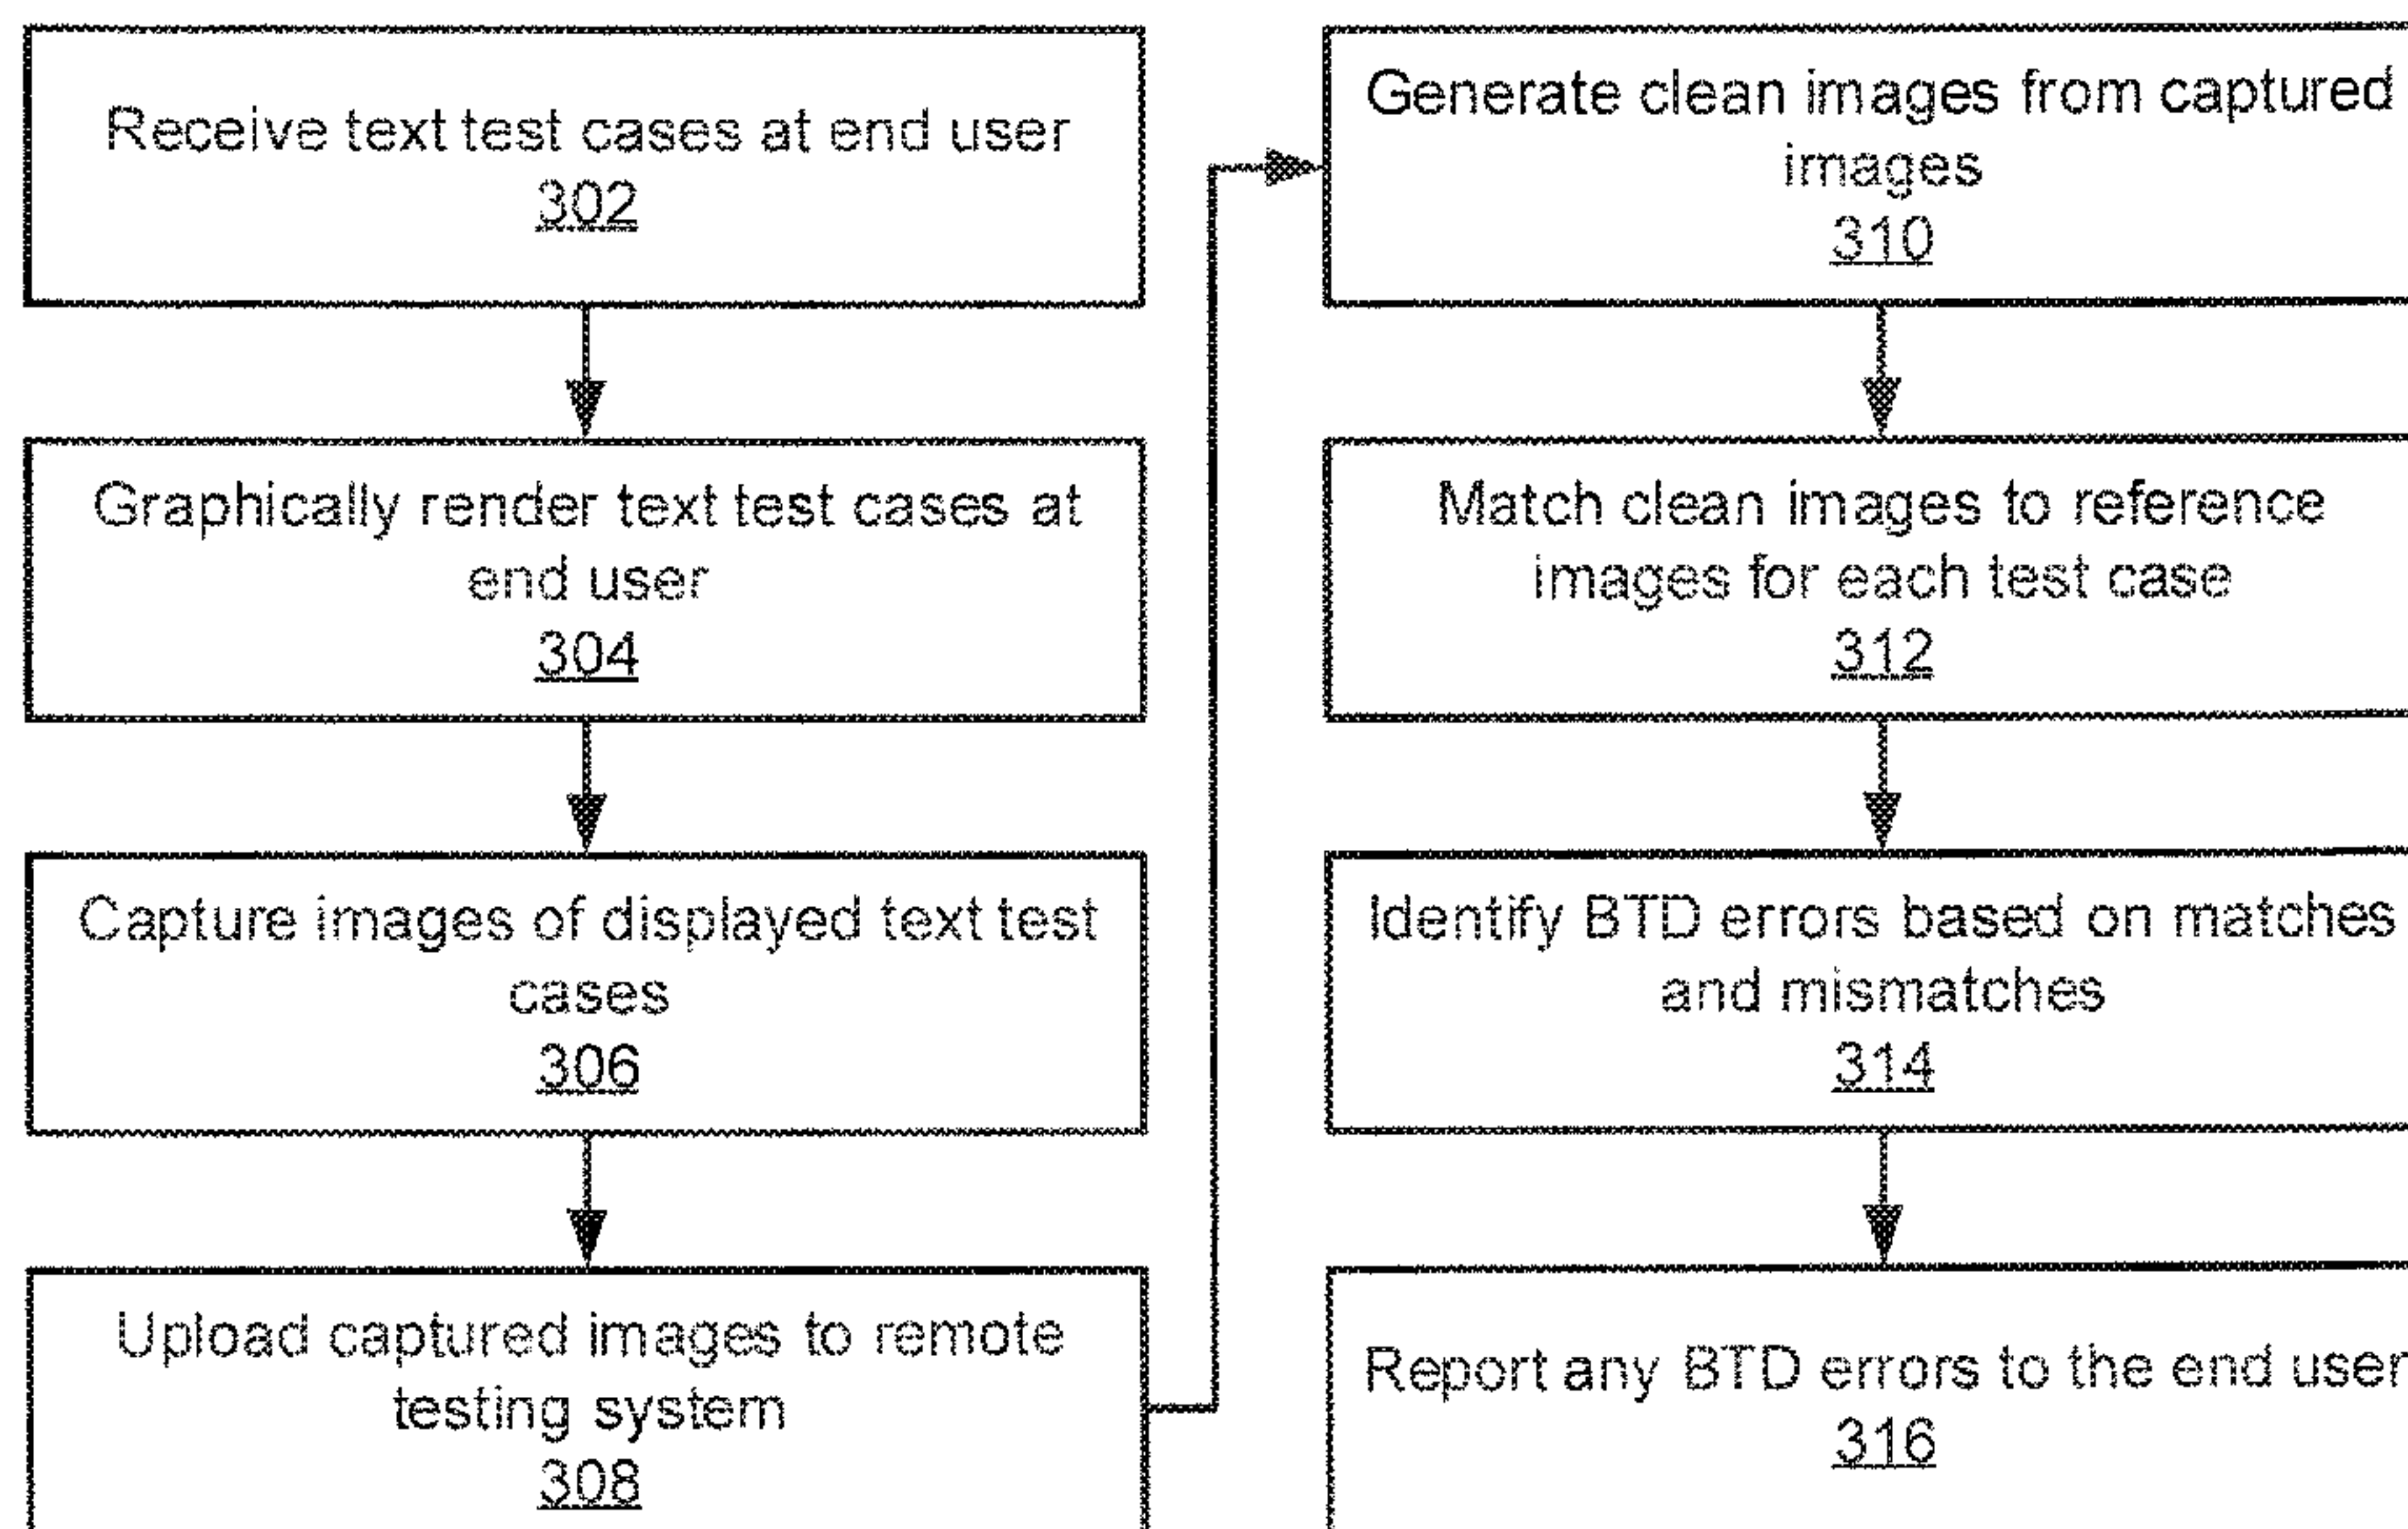 Receive text test cases at end user
302
Graphically render text test cases at
end user
304
Capture images of displayed text test
cases
306
Upload captured images to remote
testing system
308
Generate clean images from captured
images
310
Match clean images to reference
images for each test case
312
Identify BTD errors based on matches
and mismatches
314
Report any BTD errors to the end user
316